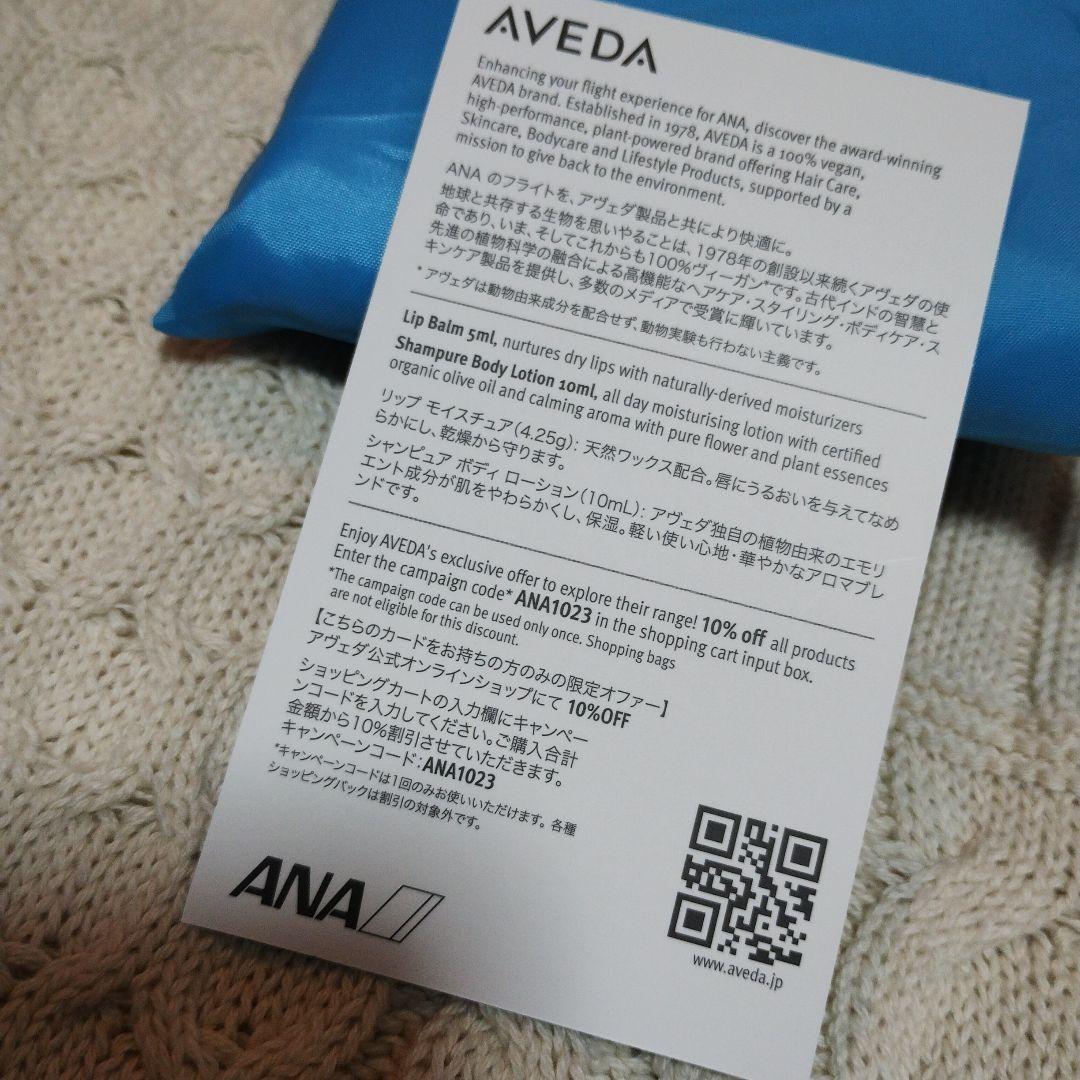 AVEDA
Enhancing your flight experience for ANA, discover the award-winning
AVEDA brand. Established in 1978, AVEDA is a 100% vegan,
high-performance, plant-powered brand offering Hair Care,
Skincare, Bodycare and Lifestyle Products, supported by a
mission to give back to the environment.
ANA のフライトを、アヴェダ製品と共により快適に。
地球と共存する生物を思いやることは、1978年の創設以来続くアヴェダの使
命であり、いま、そしてこれからも100%ヴィーガン*です。古代インドの智慧と
先進の植物科学の融合による高機能なヘアケア・スタイリング・ボディケア・ス
キンケア製品を提供し、多数のメディアで受賞に輝いています。
* アヴェダは動物由来成分を配合せず、動物実験も行わない主義です。
Lip Balm 5ml, nurtures dry lips with naturally-derived moisturizers
Shampure Body Lotion 10ml, all day moisturising lotion with certified
organic olive oil and calming aroma with pure flower and plant essences
リップ モイスチュア(4.25g): 天然ワックス配合。唇にうるおいを与えてなめ
らかにし、乾燥から守ります。
シャンピュア ボディ ローション(10mL): アヴェダ独自の植物由来のエモリ
エント成分が肌をやわらかくし、保湿。軽い使い心地・華やかなアロマブレ
ンドです。
Enjoy AVEDA's exclusive offer to explore their range! 10% off all products
Enter the campaign code* ANA1023 in the shopping cart input box.
*The campaign code can be used only once. Shopping bags
are not eligible for this discount.
【こちらのカードをお持ちの方のみの限定オファー】
アヴェダ公式オンラインショップにて 10%OFF
ショッピングカートの入力欄にキャンペー
ンコードを入力してください。ご購入合計
金額から10%割引させていただきます。
キャンペーンコード:ANA1023
*キャンペーンコードは1回のみお使いいただけます。各種
ショッピングバックは割引の対象外です。
ANA
www.aveda.jp